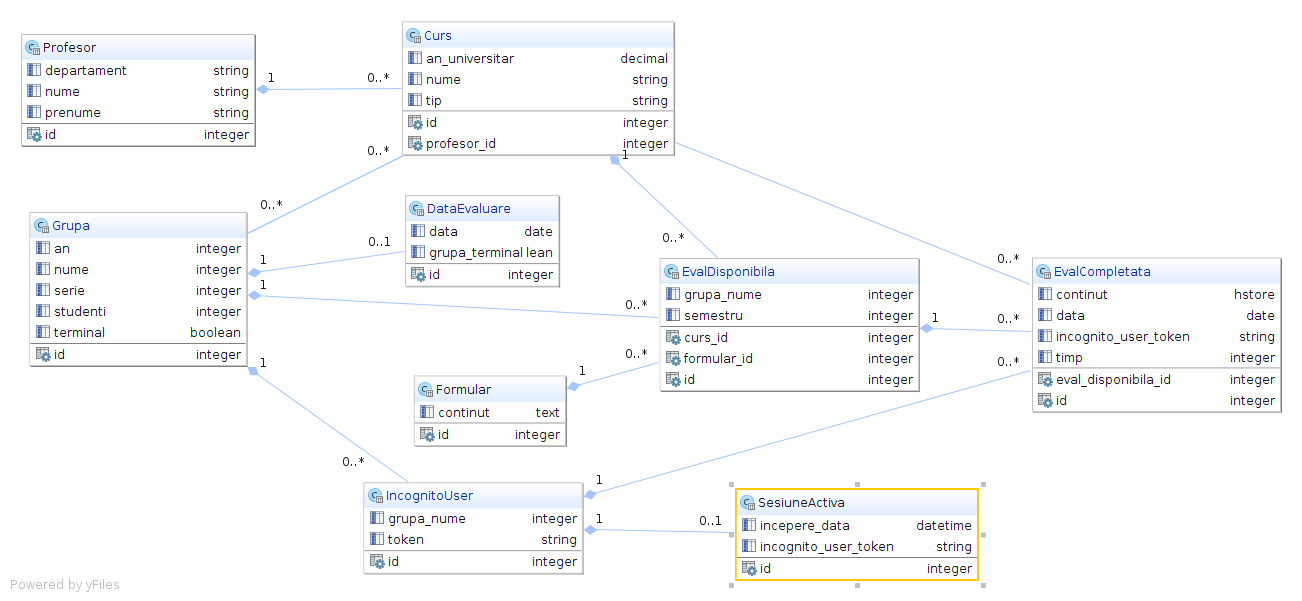 Profesor
departament string
nume string
prenume string
id integer
1
0..*
Curs
an_universitar decimal
nume string
tip string
id integer
profesor_id integer
0..*
0..*
1
Grupa
an integer
nume integer
serie integer
studenti integer
terminal boolean
id integer
DataEvaluare
data date
grupa_terminal lean
id integer
1
0..1
1
0..*
0..*
EvalDisponibila
grupa_nume integer
semestru integer
curs_id integer
formular_id integer
id integer
0..*
1
0..*
EvalCompletata
continut hstore
data date
incognito_user_token string
timp integer
eval_disponibila_id integer
id integer
Formular
continut text
id integer
1
0..*
1
0..*
IncognitoUser
grupa_nume integer
token string
id integer
1
0..*
1
0..1
SesiuneActiva
incepere_data datetime
incognito_user_token string
id integer
Powered by yFiles